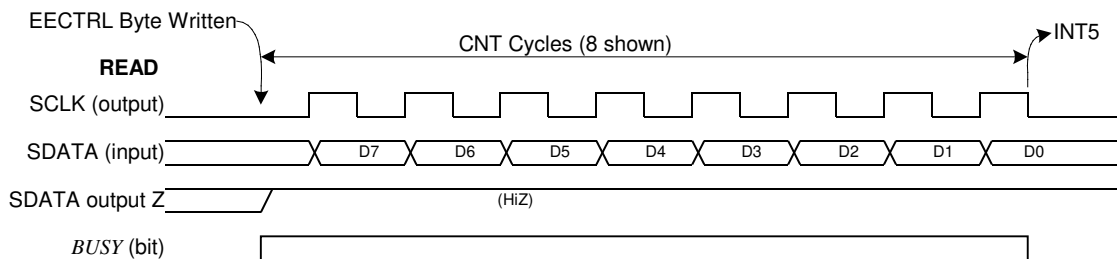 EECTRL Byte Written
CNT Cycles (8 shown)
INT5
READ
SCLK (output)
SDATA (input)
D7 D6 D5 D4 D3 D2 D1 D0
SDATA output Z
(HiZ)
BUSY (bit)